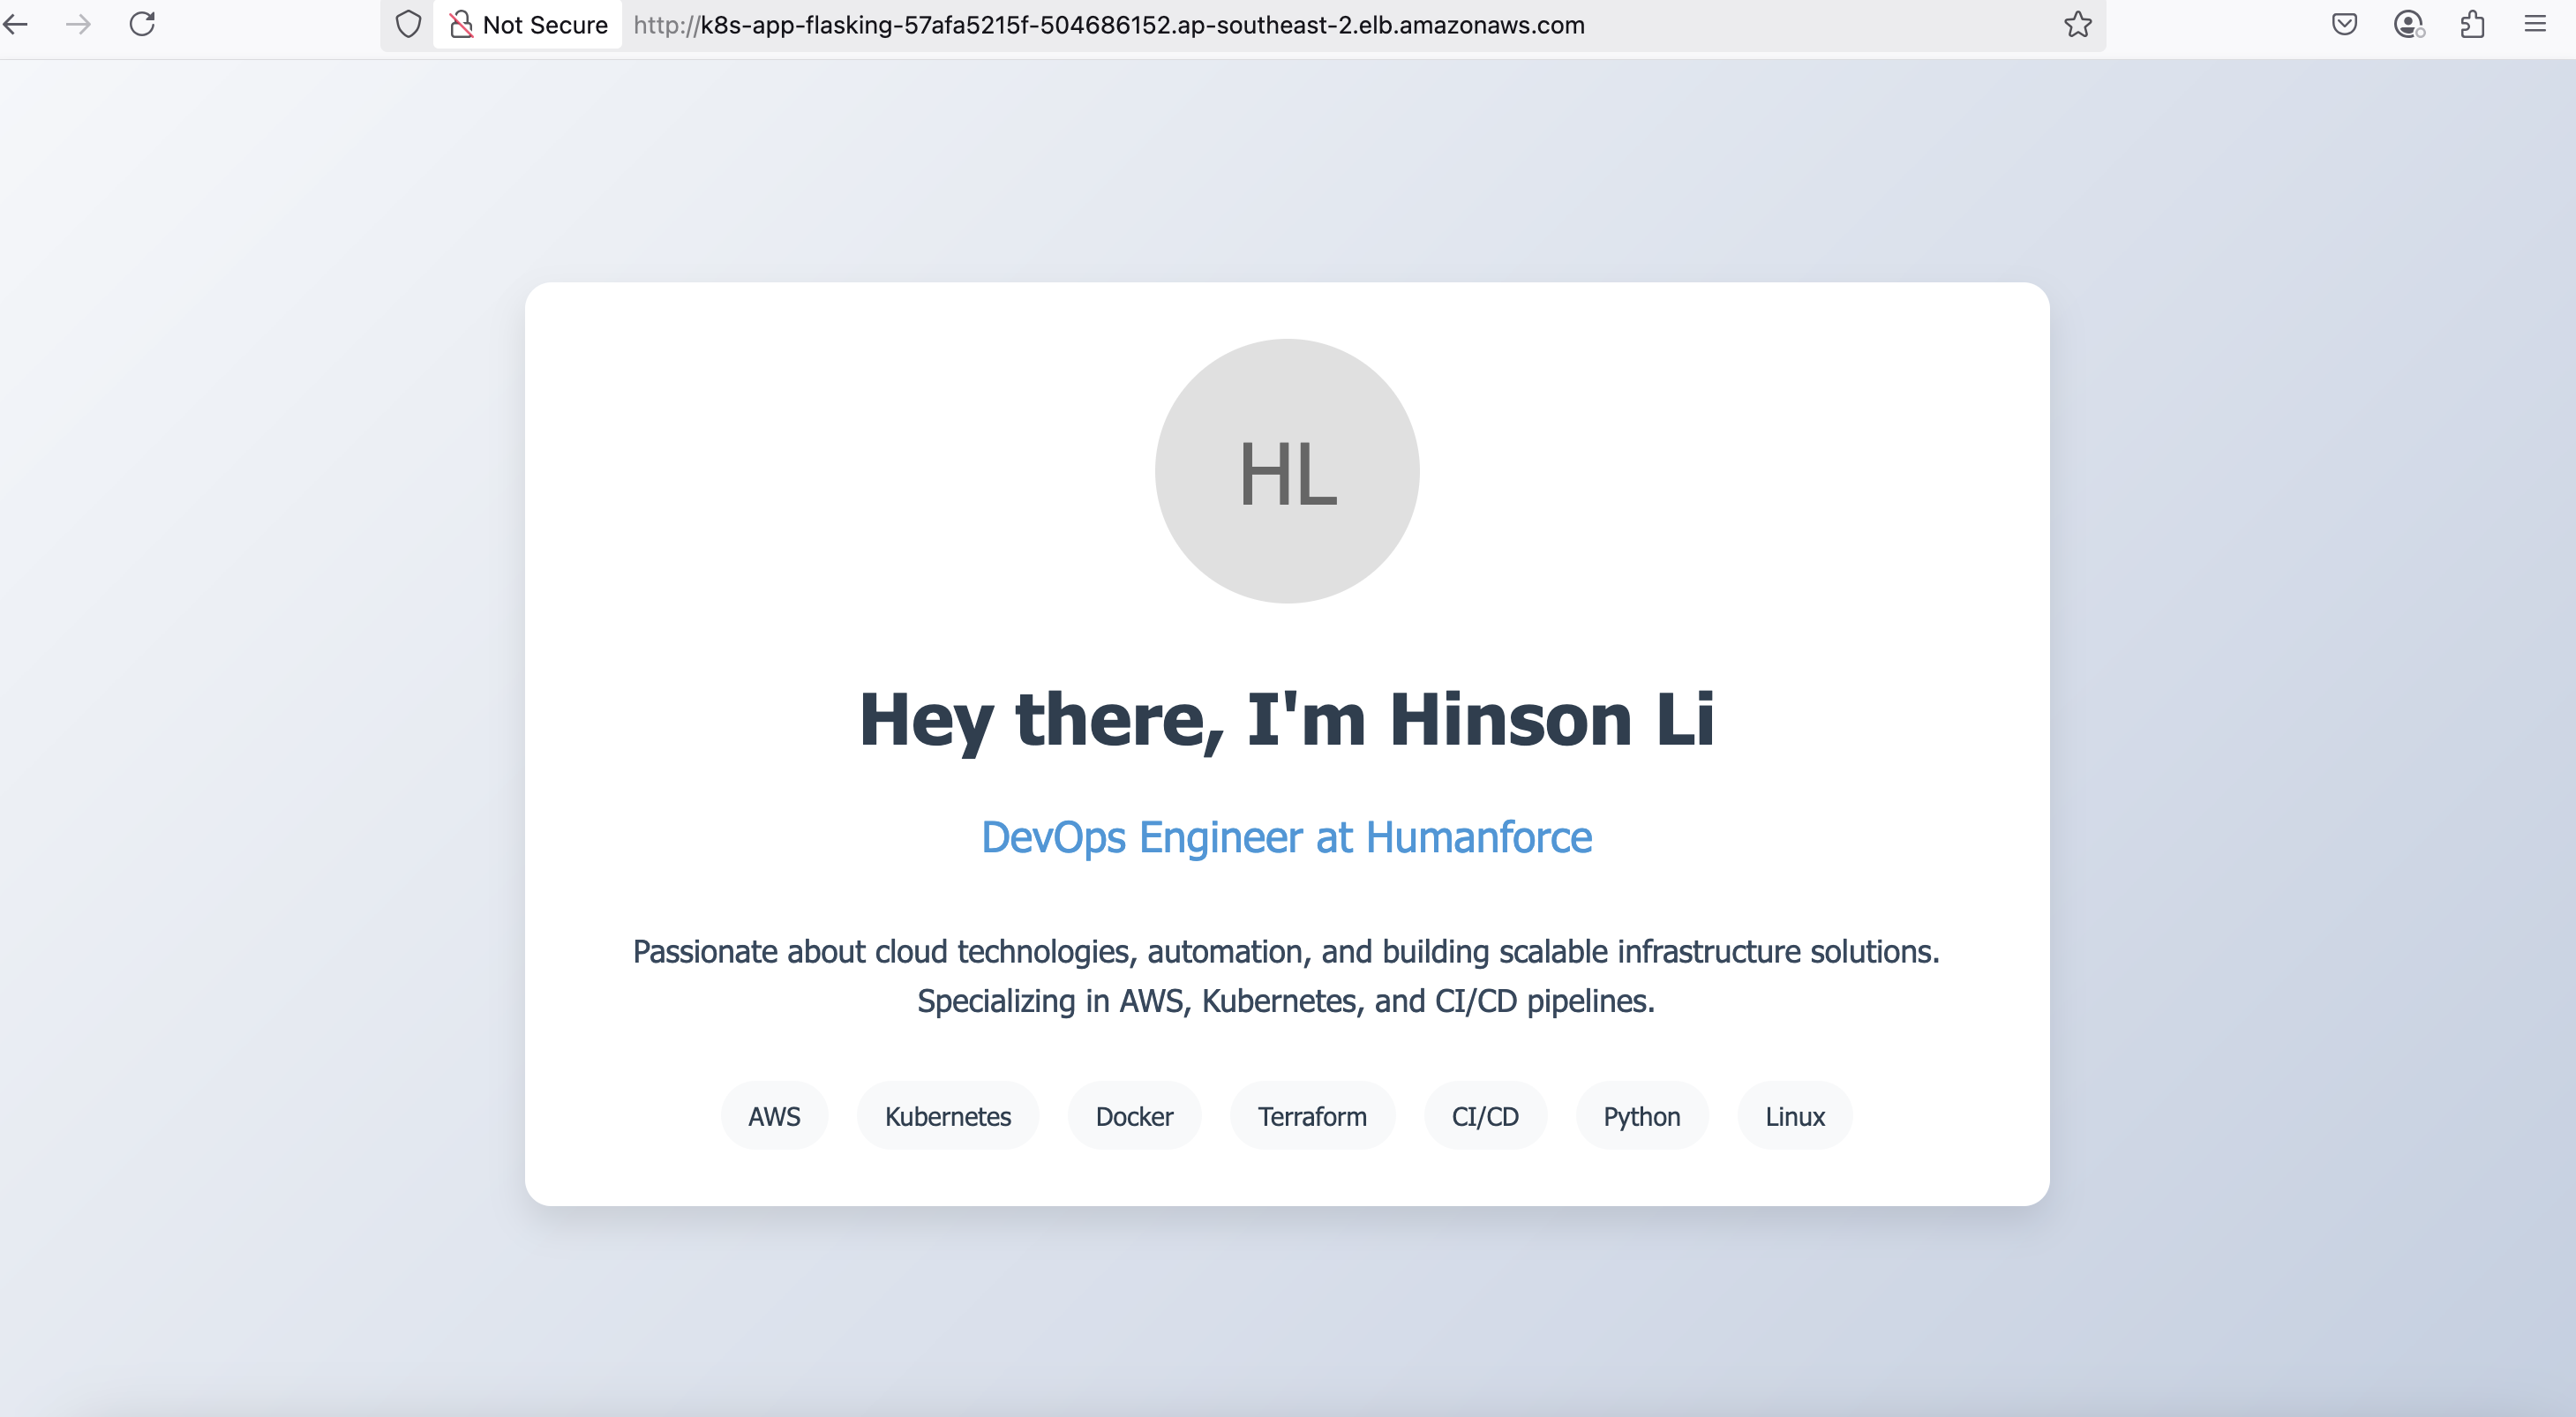 Not Secure http://k8s-app-flasking-57afa5215f-504686152.ap-southeast-2.elb.amazonaws.com
HL
Hey there, I'm Hinson Li
DevOps Engineer at Humanforce
Passionate about cloud technologies, automation, and building scalable infrastructure solutions.
Specializing in AWS, Kubernetes, and CI/CD pipelines.
AWS Kubernetes Docker Terraform CI/CD Python Linux